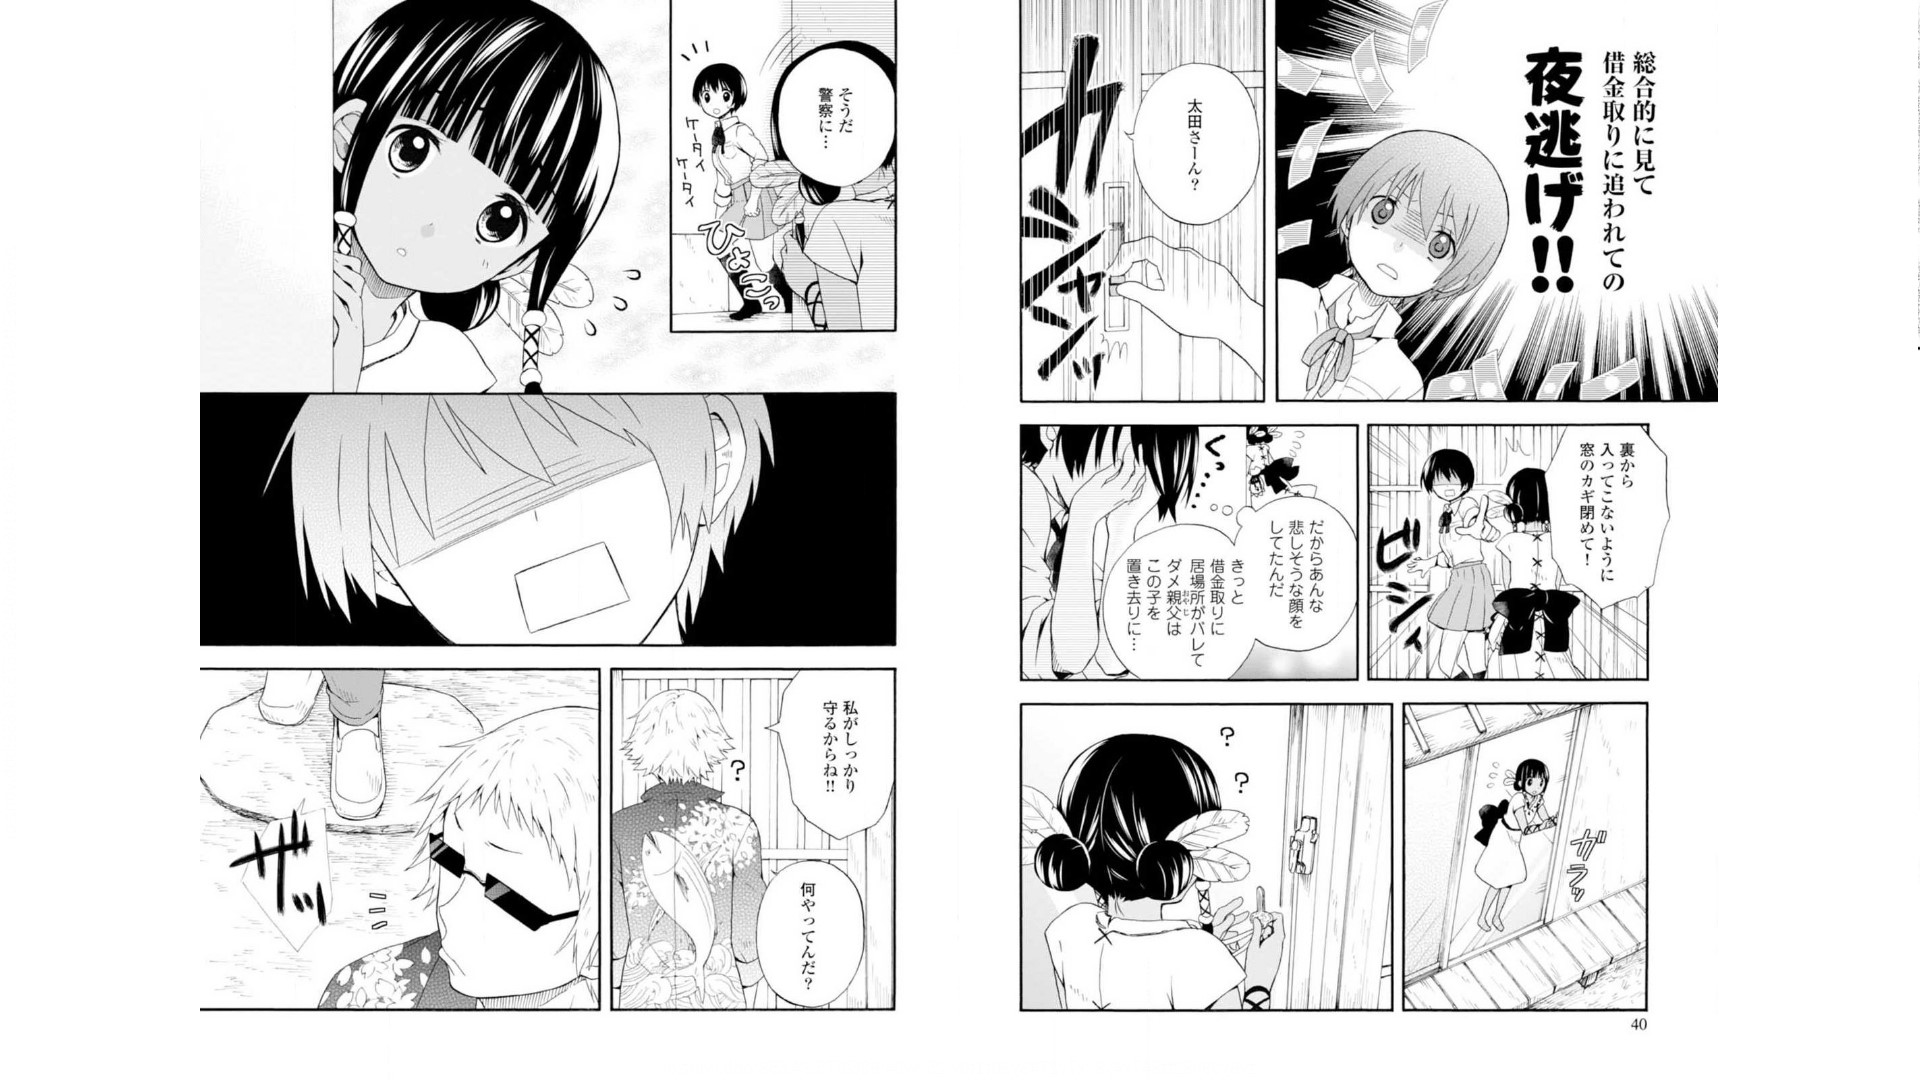 総合的に見て
借金取りに追われての
夜逃げ!!
太田さーん?
ガシャンッ
裏から
入ってこないように
窓のカギ閉めて!
ビシィ
くっ…
だからあんな
悲しそうな顔を
してたんだ
きっと
借金取りに
居場所がバレて
ダメ親父は
おやじ
この子を
置き去りに…
ガラッ
?
?
40
そうだ
警察に…
ケータイ
ケータイ
ひょこっ
私がしっかり
守るからね!!
?
何やってんだ?
ザッ